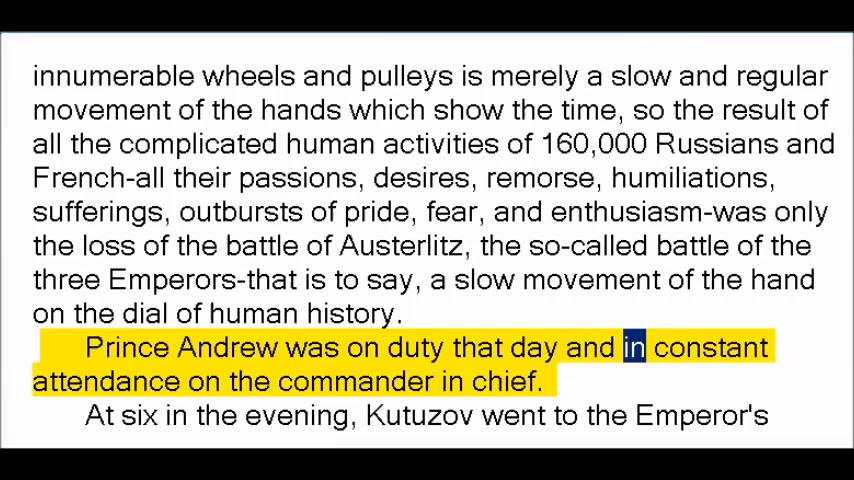 innumerable wheels and pulleys is merely a slow and regular
movement of the hands which show the time, so the result of
all the complicated human activities of 160,000 Russians and
French-all their passions, desires, remorse, humiliations,
sufferings, outbursts of pride, fear, and enthusiasm-was only
the loss of the battle of Austerlitz, the so-called battle of the
three Emperors-that is to say, a slow movement of the hand
on the dial of human history.
Prince Andrew was on duty that day and in constant
attendance on the commander in chief.
At six in the evening, Kutuzov went to the Emperor's